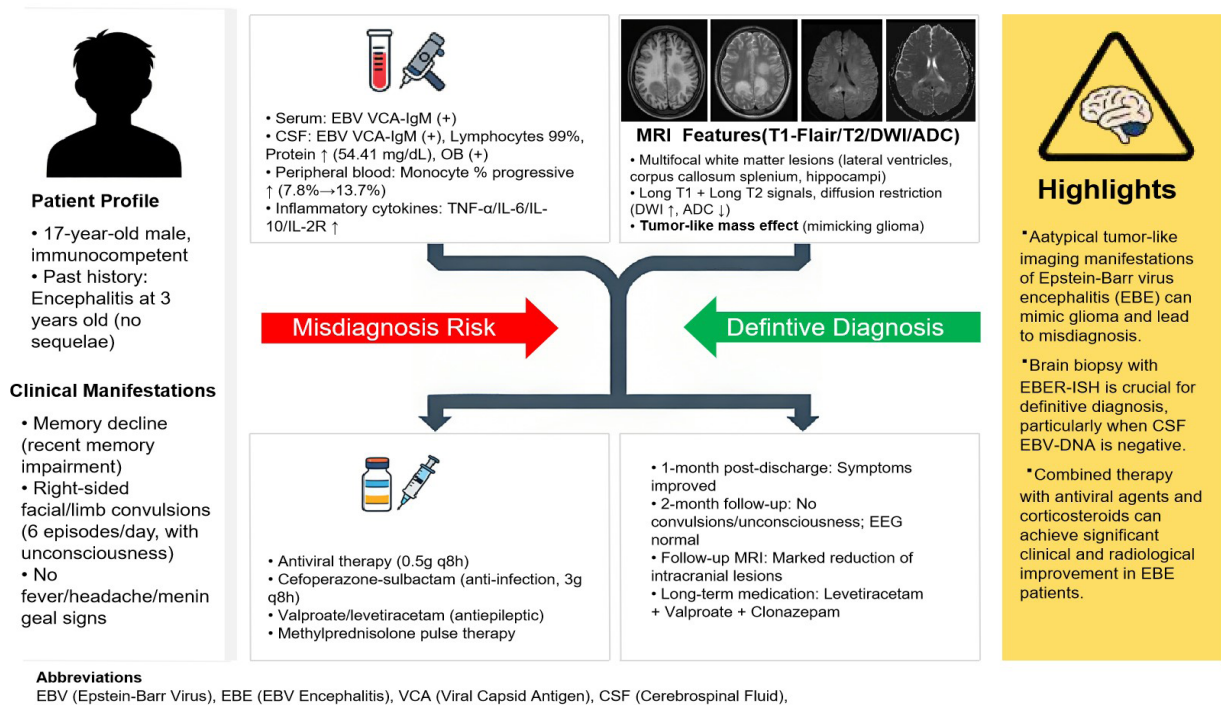 Patient Profile
• 17-year-old male,
immunocompetent
• Past history:
Encephalitis at 3
years old (no
sequelae)
Clinical Manifestations
• Memory decline
(recent memory
impairment)
• Right-sided
facial/limb convulsions
(6 episodes/day, with
unconsciousness)
• No
fever/headache/menin
geal signs
• Serum: EBV VCA-IgM (+)
• CSF: EBV VCA-IgM (+), Lymphocytes 99%,
Protein ↑ (54.41 mg/dL), OB (+)
• Peripheral blood: Monocyte % progressive
↑ (7.8%→13.7%)
• Inflammatory cytokines: TNF-α/IL-6/IL-
10/IL-2R ↑
MRI Features(T1-Flair/T2/DWI/ADC)
• Multifocal white matter lesions (lateral ventricles,
corpus callosum splenium, hippocampi)
• Long T1 + Long T2 signals, diffusion restriction
(DWI ↑, ADC ↓)
• Tumor-like mass effect (mimicking glioma)
Misdiagnosis Risk
Defintive Diagnosis
• Antiviral therapy (0.5g q8h)
• Cefoperazone-sulbactam (anti-infection, 3g
q8h)
• Valproate/levetiracetam (antiepileptic)
• Methylprednisolone pulse therapy
• 1-month post-discharge: Symptoms
improved
• 2-month follow-up: No
convulsions/unconsciousness; EEG
normal
• Follow-up MRI: Marked reduction of
intracranial lesions
• Long-term medication: Levetiracetam
+ Valproate + Clonazepam
Highlights
▪Aatypical tumor-like
imaging manifestations
of Epstein-Barr virus
encephalitis (EBE) can
mimic glioma and lead
to misdiagnosis.
▪Brain biopsy with
EBER-ISH is crucial for
definitive diagnosis,
particularly when CSF
EBV-DNA is negative.
▪Combined therapy
with antiviral agents and
corticosteroids can
achieve significant
clinical and radiological
improvement in EBE
patients.
Abbreviations
EBV (Epstein-Barr Virus), EBE (EBV Encephalitis), VCA (Viral Capsid Antigen), CSF (Cerebrospinal Fluid),